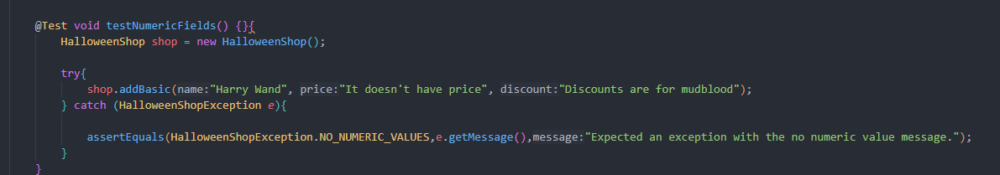 @Test void testNumericFields() {}{
HalloweenShop shop = new HalloweenShop();
try{
shop.addBasic(name:"Harry Wand", price:"It doesn't have price", discount:"Discounts are for mudblood");
} catch (HalloweenShopException e){
assertEquals(HalloweenShopException.NO_NUMERIC_VALUES,e.getMessage(),message:"Expected an exception with the no numeric value message.");
}
}